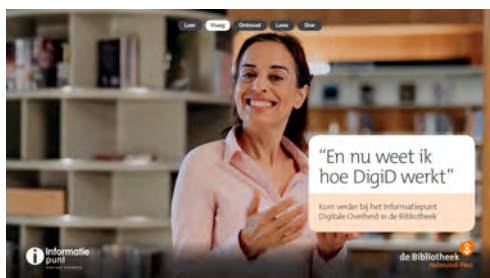 Leer Vraag Ontmoet Lees Doe
“En nu weet ik
hoe DigiD werkt”
Kom verder bij het Informatiepunt
Digitale Overheid in de Bibliotheek
informatie
punt
de Bibliotheek
Helmond-Peel